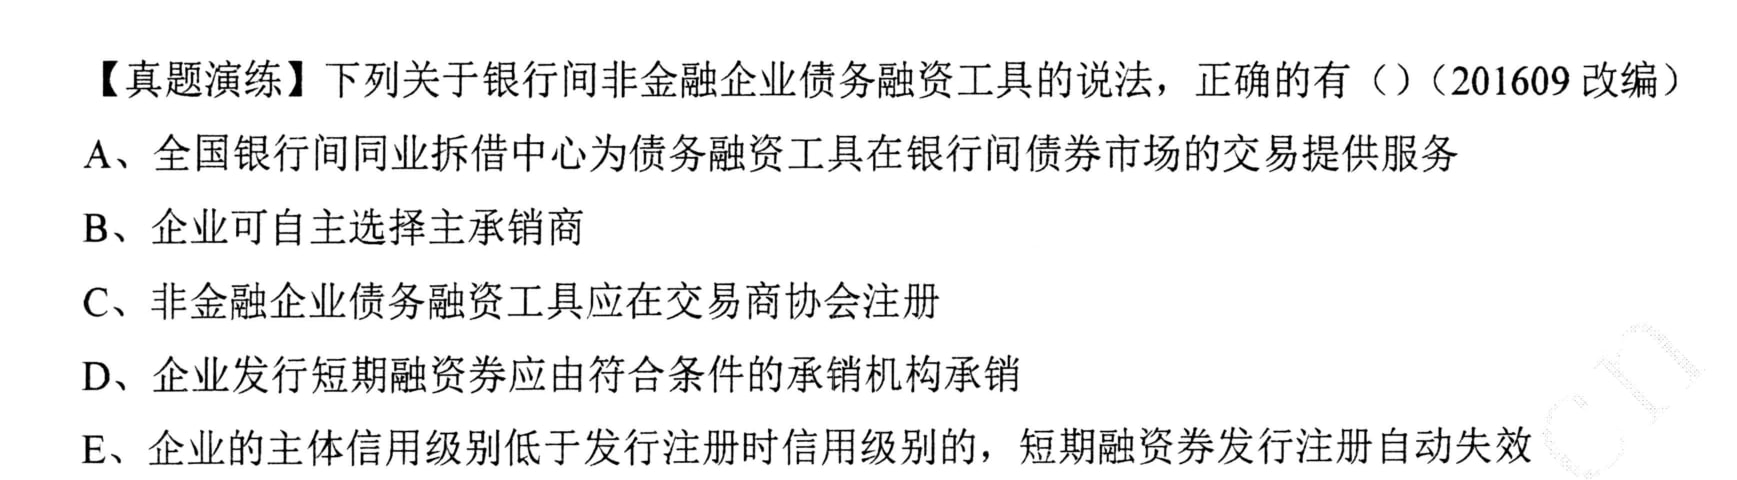 【真题演练】下列关于银行间非金融企业债务融资工具的说法，正确的有（）（201609 改编）
A、全国银行间同业拆借中心为债务融资工具在银行间债券市场的交易提供服务
B、企业可自主选择主承销商
C、非金融企业债务融资工具应在交易商协会注册
D、企业发行短期融资券应由符合条件的承销机构承销
E、企业的主体信用级别低于发行注册时信用级别的，短期融资券发行注册自动失效
cn